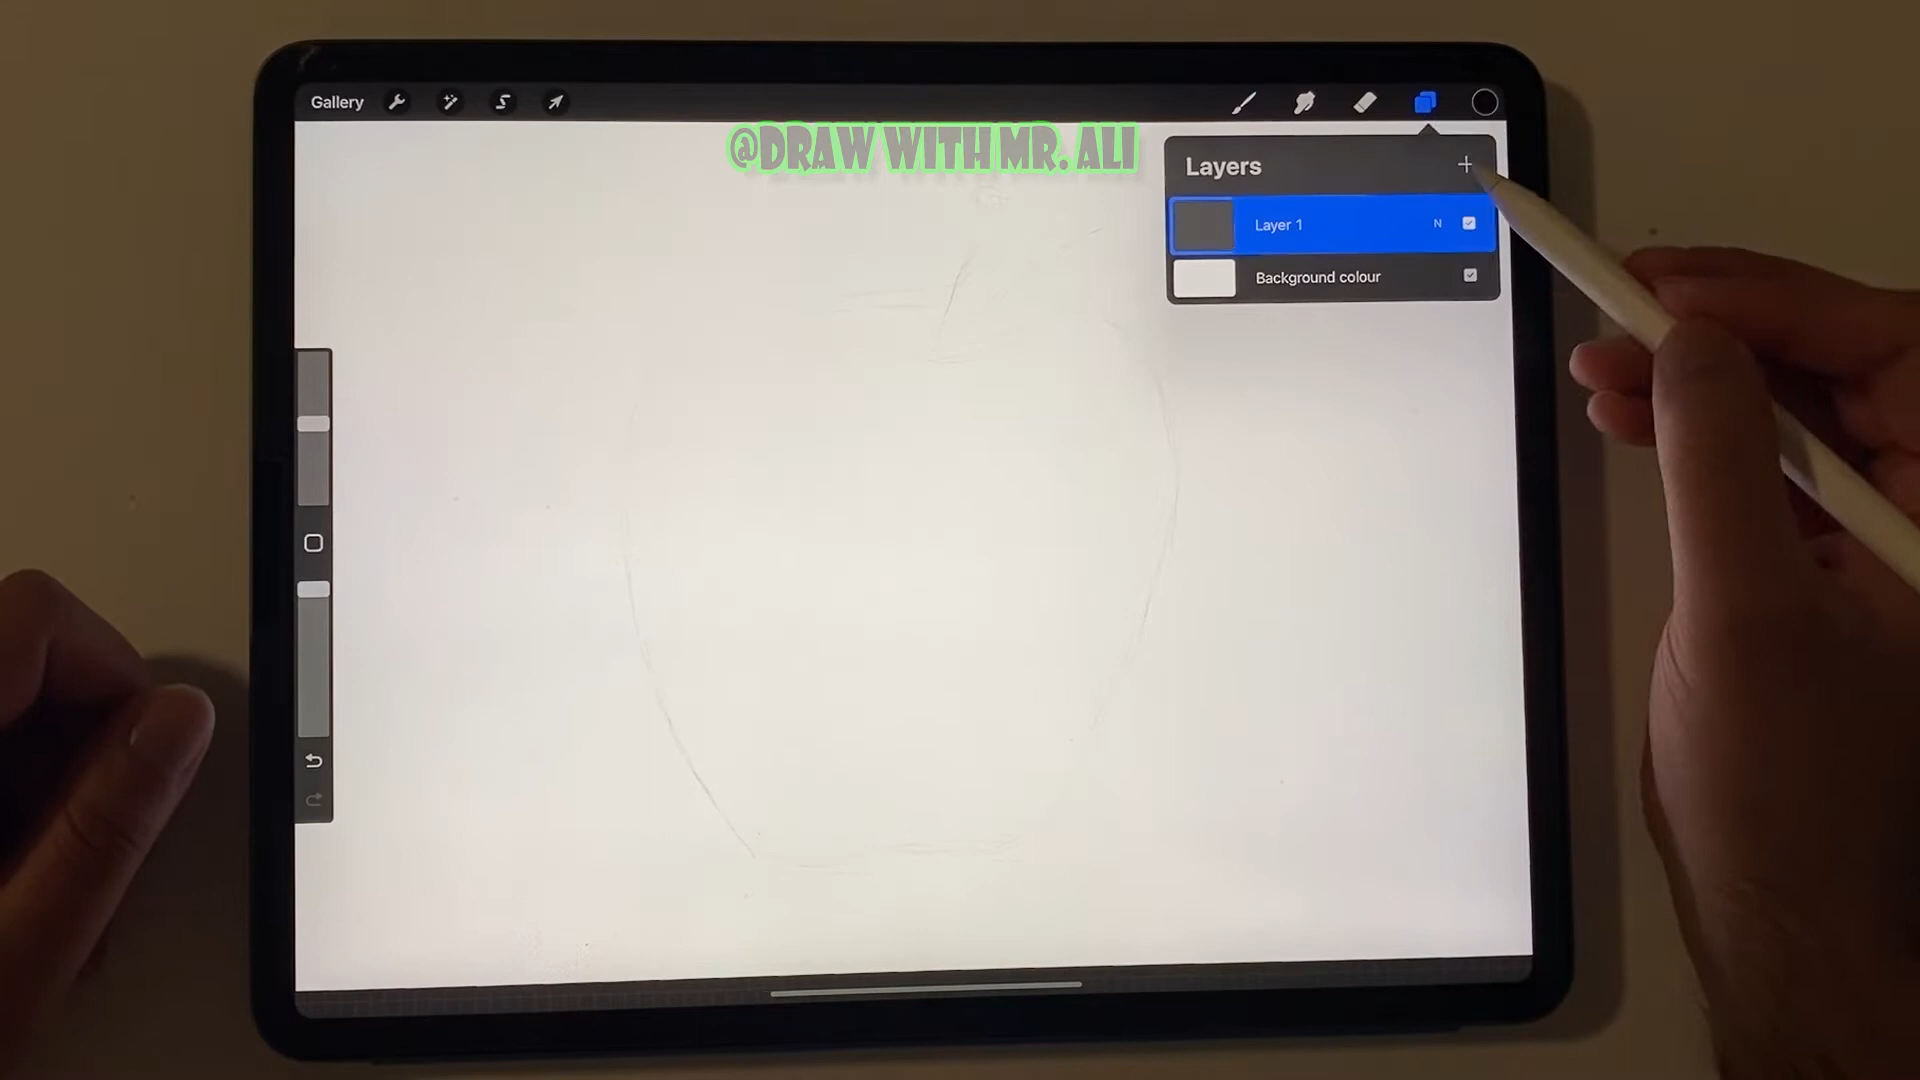 Gallery
@DRAW WITH MR. ALI
Layers
Layer 1 N
Background colour